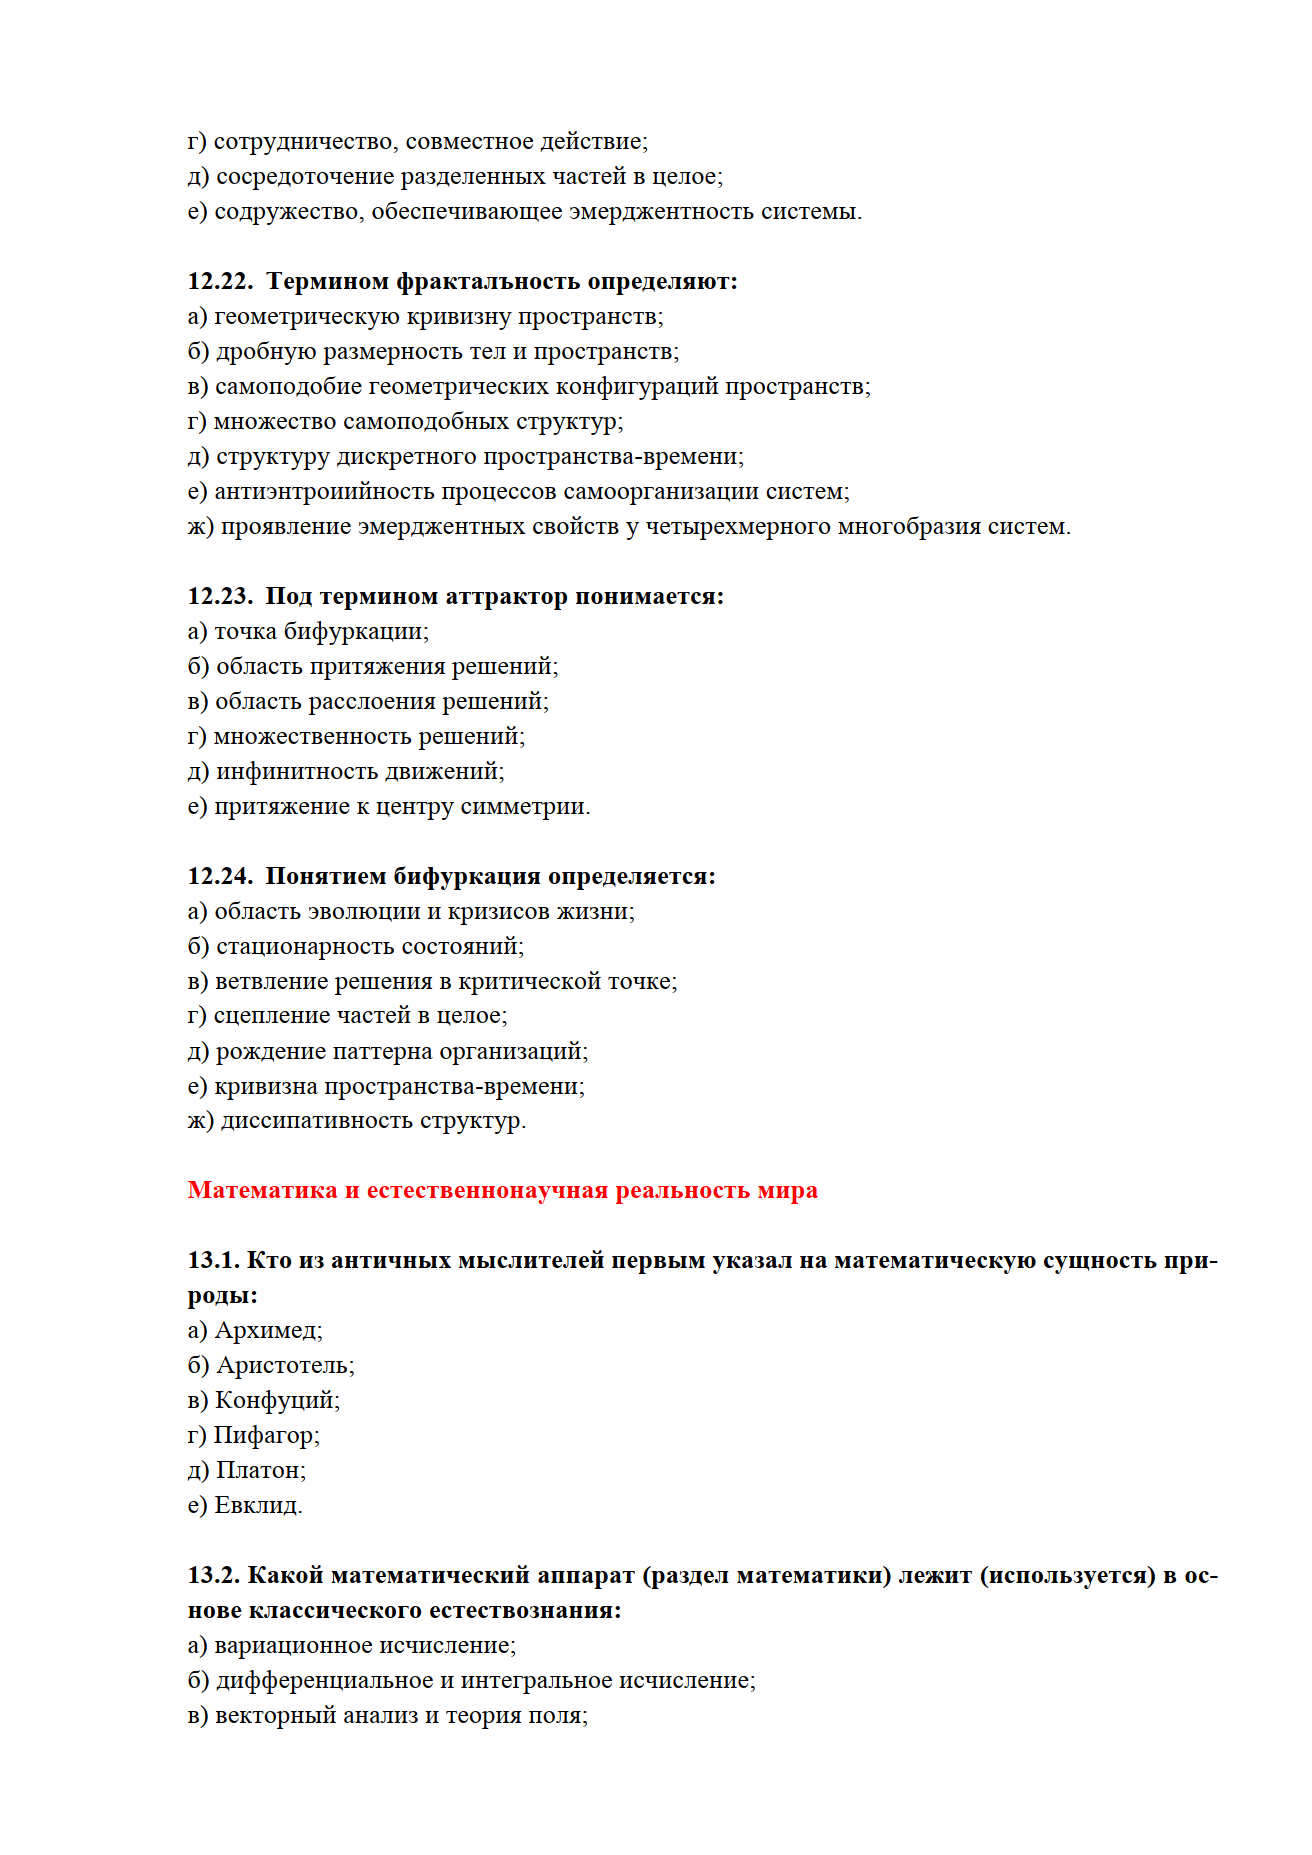 г) сотрудничество, совместное действие;
д) сосредоточение разделенных частей в целое;
е) содружество, обеспечивающее эмерджентность системы.
12.22. Термином фракталъность определяют:
а) геометрическую кривизну пространств;
б) дробную размерность тел и пространств;
в) самоподобие геометрических конфигураций пространств;
г) множество самоподобных структур;
д) структуру дискретного пространства-времени;
е) антиэнтроиийность процессов самоорганизации систем;
ж) проявление эмерджентных свойств у четырехмерного многобразия систем.
12.23. Под термином аттрактор понимается:
а) точка бифуркации;
б) область притяжения решений;
в) область расслоения решений;
г) множественность решений;
д) инфинитность движений;
е) притяжение к центру симметрии.
12.24. Понятием бифуркация определяется:
а) область эволюции и кризисов жизни;
б) стационарность состояний;
в) ветвление решения в критической точке;
г) сцепление частей в целое;
д) рождение паттерна организаций;
е) кривизна пространства-времени;
ж) диссипативность структур.
Математика и естественнонаучная реальность мира
13.1. Кто из античных мыслителей первым указал на математическую сущность при-
роды:
а) Архимед;
б) Аристотель;
в) Конфуций;
г) Пифагор;
д) Платон;
е) Евклид.
13.2. Какой математический аппарат (раздел математики) лежит (используется) в ос-
нове классического естествознания:
а) вариационное исчисление;
б) дифференциальное и интегральное исчисление;
в) векторный анализ и теория поля;